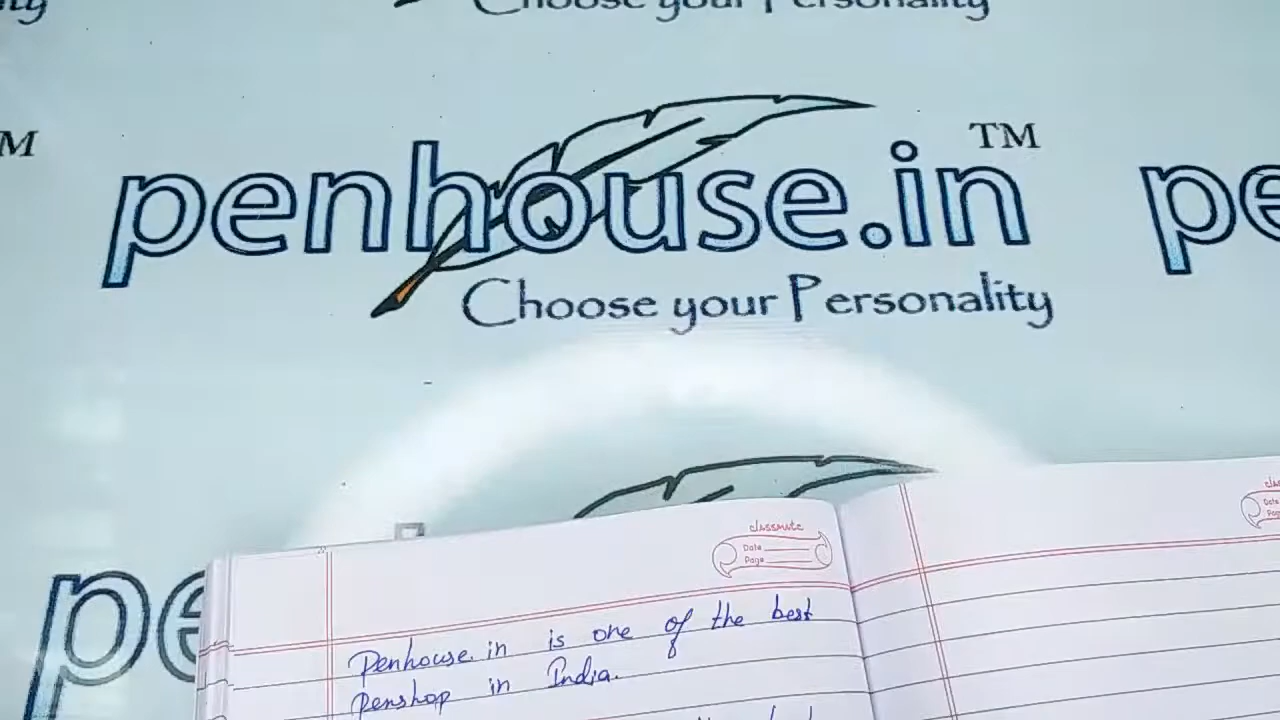 Choose your Personality
penhouse.in TM
Choose your Personality
classmate
Date
Page
Date
Penhouse.in is one of the best
penshop in India.